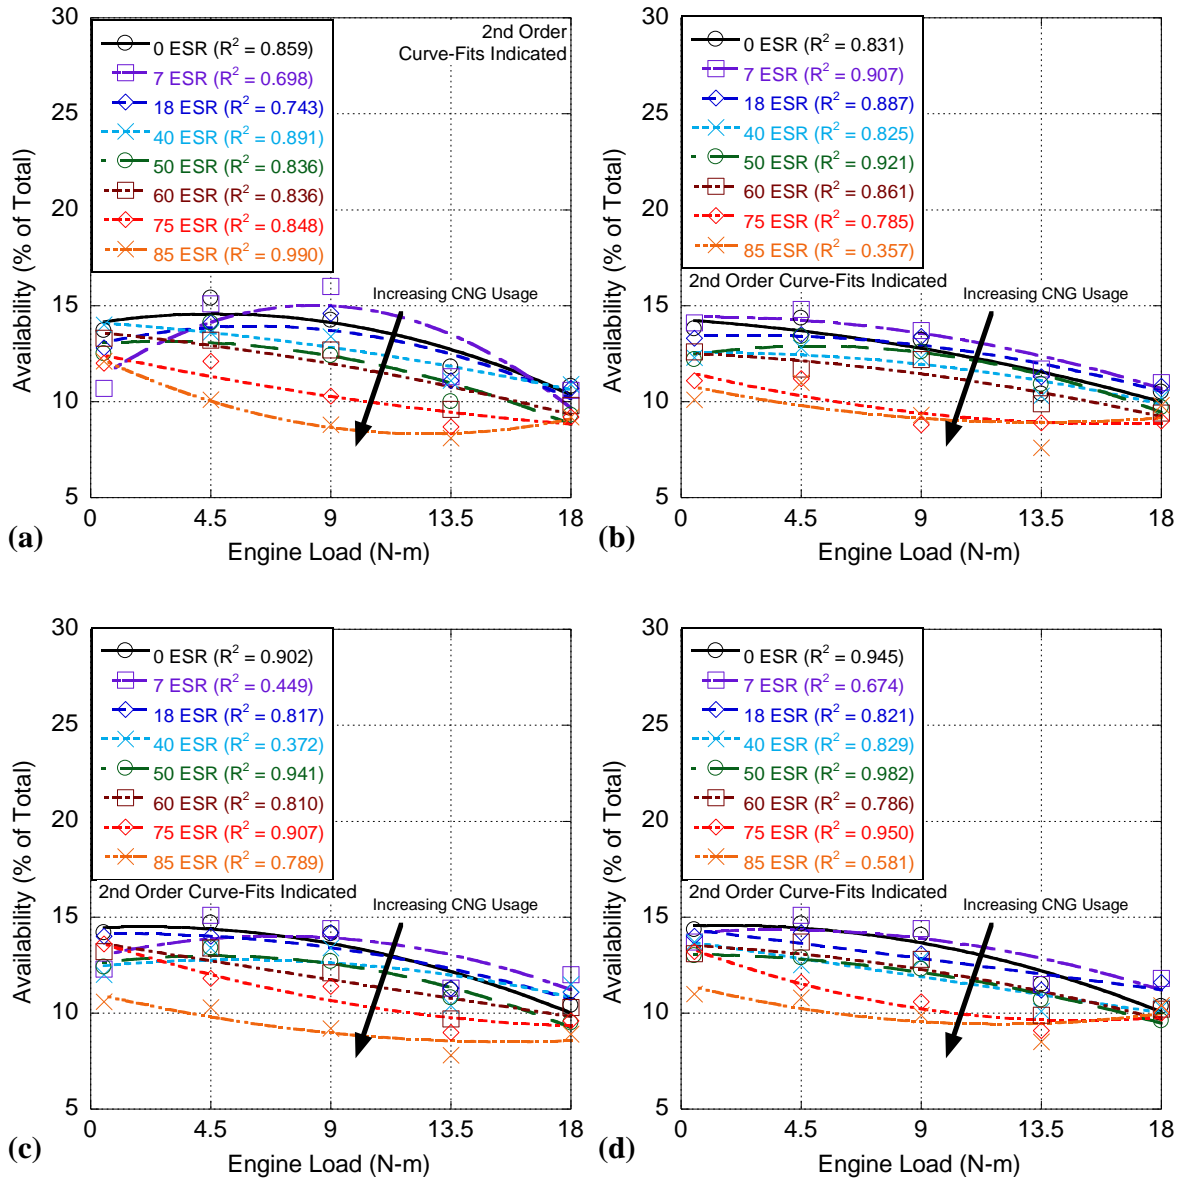 30
25
20
15
10
5
Availability (% of Total)
0 ESR (R² = 0.859)
7 ESR (R² = 0.698)
18 ESR (R² = 0.743)
40 ESR (R² = 0.891)
50 ESR (R² = 0.836)
60 ESR (R² = 0.836)
75 ESR (R² = 0.848)
85 ESR (R² = 0.990)
2nd Order
Curve-Fits Indicated
Increasing CNG Usage
0 4.5 9 13.5 18
(a)
Engine Load (N-m)
30
25
20
15
10
5
Availability (% of Total)
0 ESR (R² = 0.831)
7 ESR (R² = 0.907)
18 ESR (R² = 0.887)
40 ESR (R² = 0.825)
50 ESR (R² = 0.921)
60 ESR (R² = 0.861)
75 ESR (R² = 0.785)
85 ESR (R² = 0.357)
2nd Order Curve-Fits Indicated
Increasing CNG Usage
0 4.5 9 13.5 18
(b)
Engine Load (N-m)
30
25
20
15
10
5
Availability (% of Total)
0 ESR (R² = 0.902)
7 ESR (R² = 0.449)
18 ESR (R² = 0.817)
40 ESR (R² = 0.372)
50 ESR (R² = 0.941)
60 ESR (R² = 0.810)
75 ESR (R² = 0.907)
85 ESR (R² = 0.789)
2nd Order Curve-Fits Indicated
Increasing CNG Usage
0 4.5 9 13.5 18
(c)
Engine Load (N-m)
30
25
20
15
10
5
Availability (% of Total)
0 ESR (R² = 0.945)
7 ESR (R² = 0.674)
18 ESR (R² = 0.821)
40 ESR (R² = 0.829)
50 ESR (R² = 0.982)
60 ESR (R² = 0.786)
75 ESR (R² = 0.950)
85 ESR (R² = 0.581)
2nd Order Curve-Fits Indicated
Increasing CNG Usage
0 4.5 9 13.5 18
(d)
Engine Load (N-m)